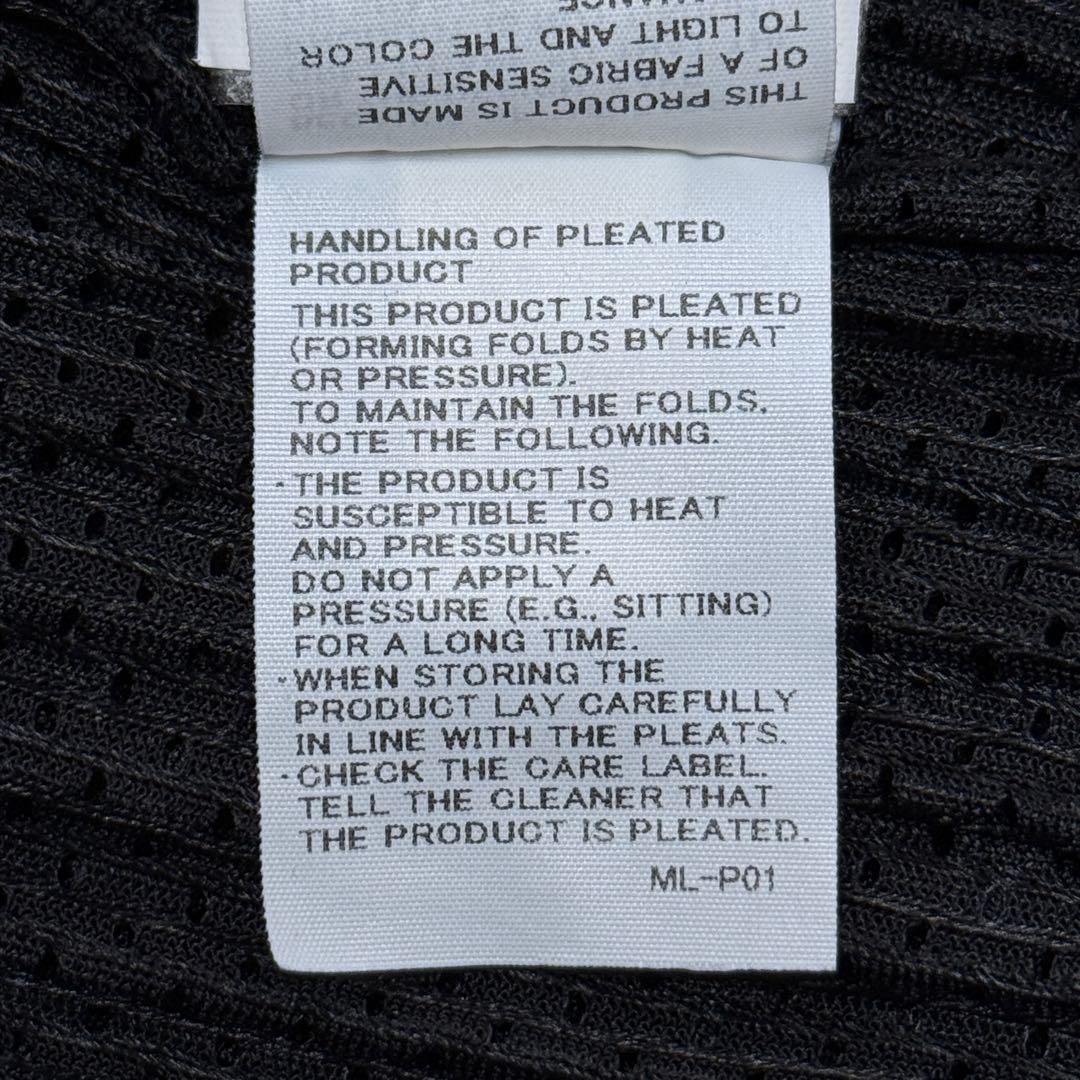 THIS PRODUCT IS MADE
OF A FABRIC SENSITIVE
TO LIGHT AND THE COLOR
HANDLING OF PLEATED
PRODUCT
THIS PRODUCT IS PLEATED
(FORMING FOLDS BY HEAT
OR PRESSURE).
TO MAINTAIN THE FOLDS,
NOTE THE FOLLOWING.
·THE PRODUCT IS
SUSCEPTIBLE TO HEAT
AND PRESSURE.
DO NOT APPLY A
PRESSURE (E.G., SITTING)
FOR A LONG TIME.
·WHEN STORING THE
PRODUCT LAY CAREFULLY
IN LINE WITH THE PLEATS.
·CHECK THE CARE LABEL.
TELL THE CLEANER THAT
THE PRODUCT IS PLEATED.
ML-P01